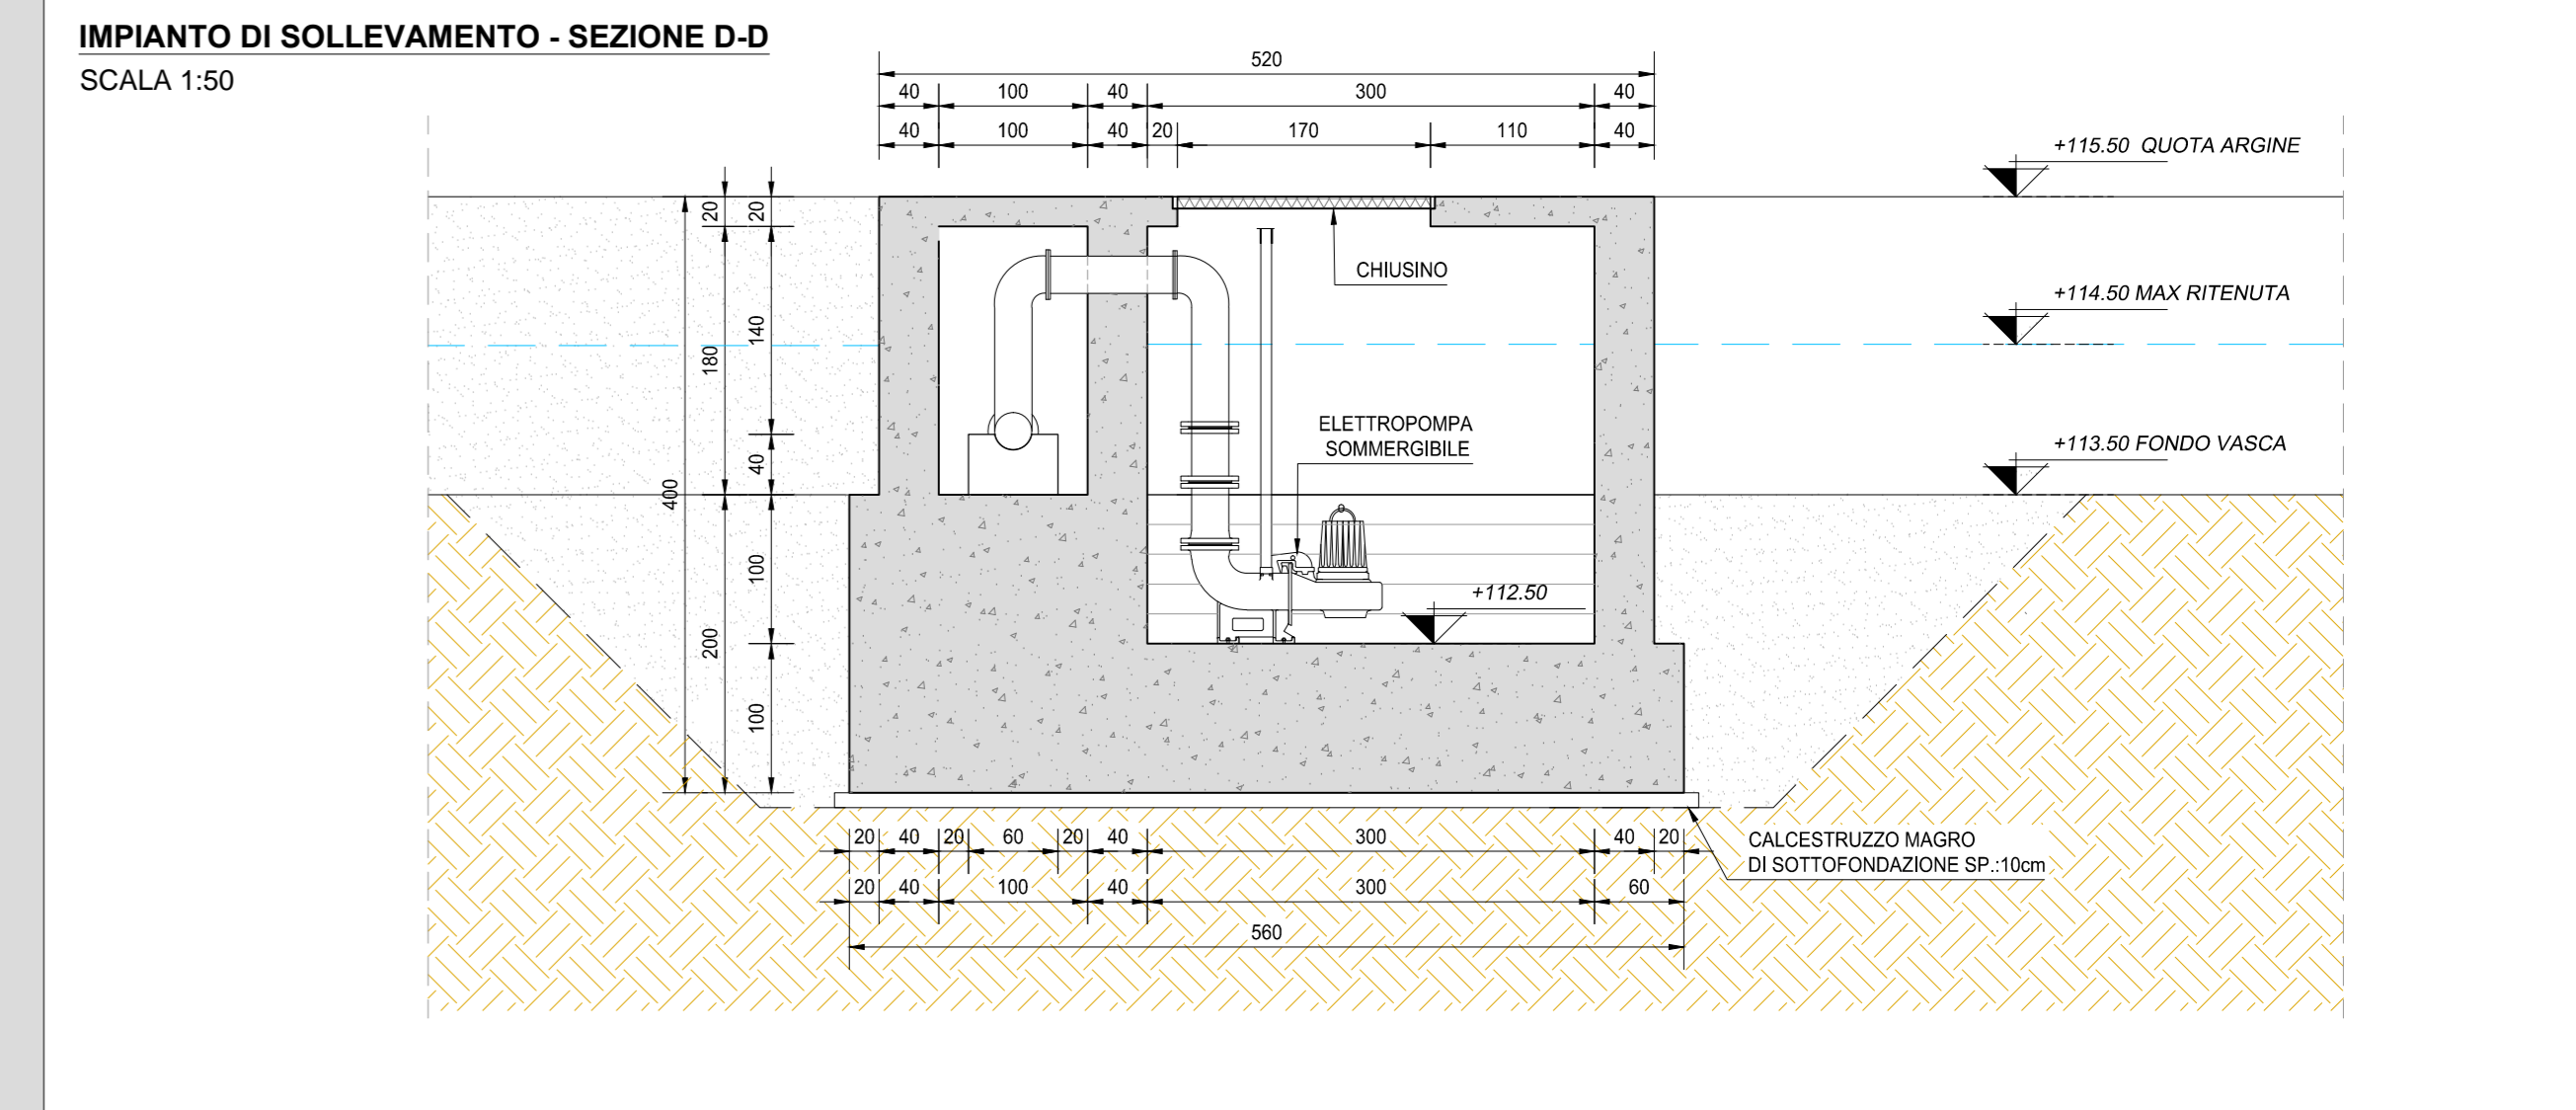 IMPIANTO DI SOLLEVAMENTO - SEZIONE D-D
SCALA 1:50
520
40 100 40 300 40
40 100 40 20 170 110 40
+115.50 QUOTA ARGINE
20 20
CHIUSINO
+114.50 MAX RITENUTA
140
180
ELETTROPOMPA
SOMMERGIBILE
+113.50 FONDO VASCA
40
400
100
+112.50
200
100
20 40 20 60 20 40 300 40 20
CALCESTRUZZO MAGRO
DI SOTTOFONDAZIONE SP.:10cm
20 40 100 40 300 60
560